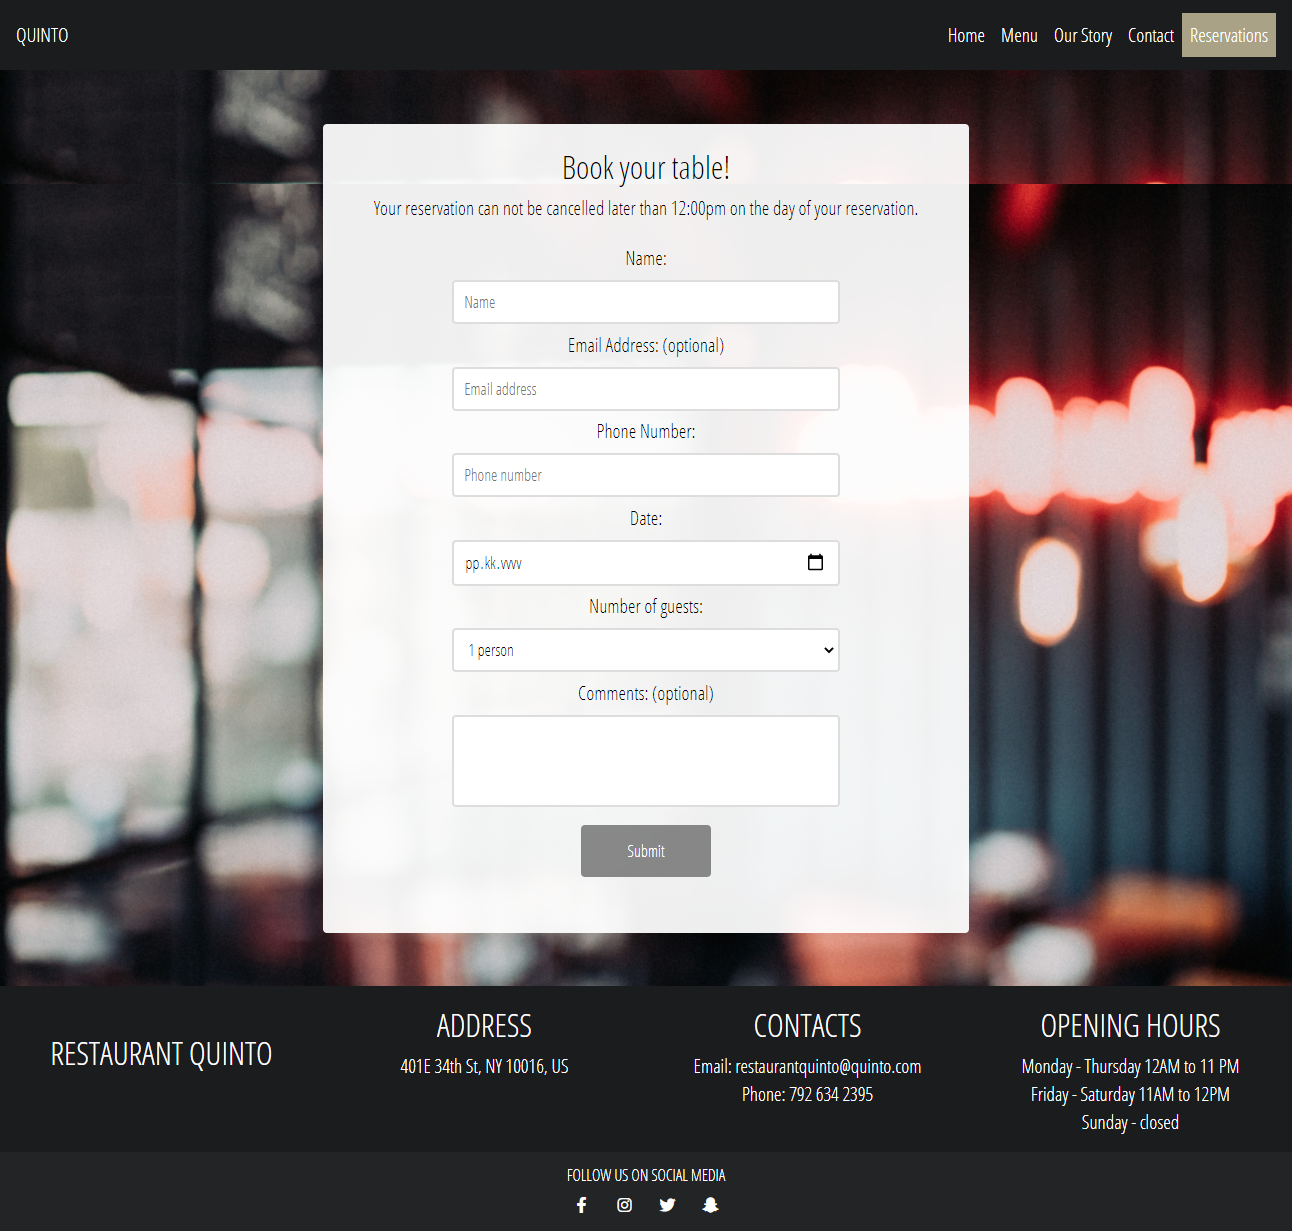 QUINTO
Home Menu Our Story Contact Reservations
Book your table!
Your reservation can not be cancelled later than 12:00pm on the day of your reservation.
Name:
Name
Email Address: (optional)
Email address
Phone Number:
Phone number
Date:
pp.kk.vvvv
Number of guests:
1 person
Comments: (optional)
Submit
RESTAURANT QUINTO
ADDRESS
401E 34th St, NY 10016, US
CONTACTS
Email: restaurantquinto@quinto.com
Phone: 792 634 2395
OPENING HOURS
Monday - Thursday 12AM to 11 PM
Friday - Saturday 11AM to 12PM
Sunday - closed
FOLLOW US ON SOCIAL MEDIA